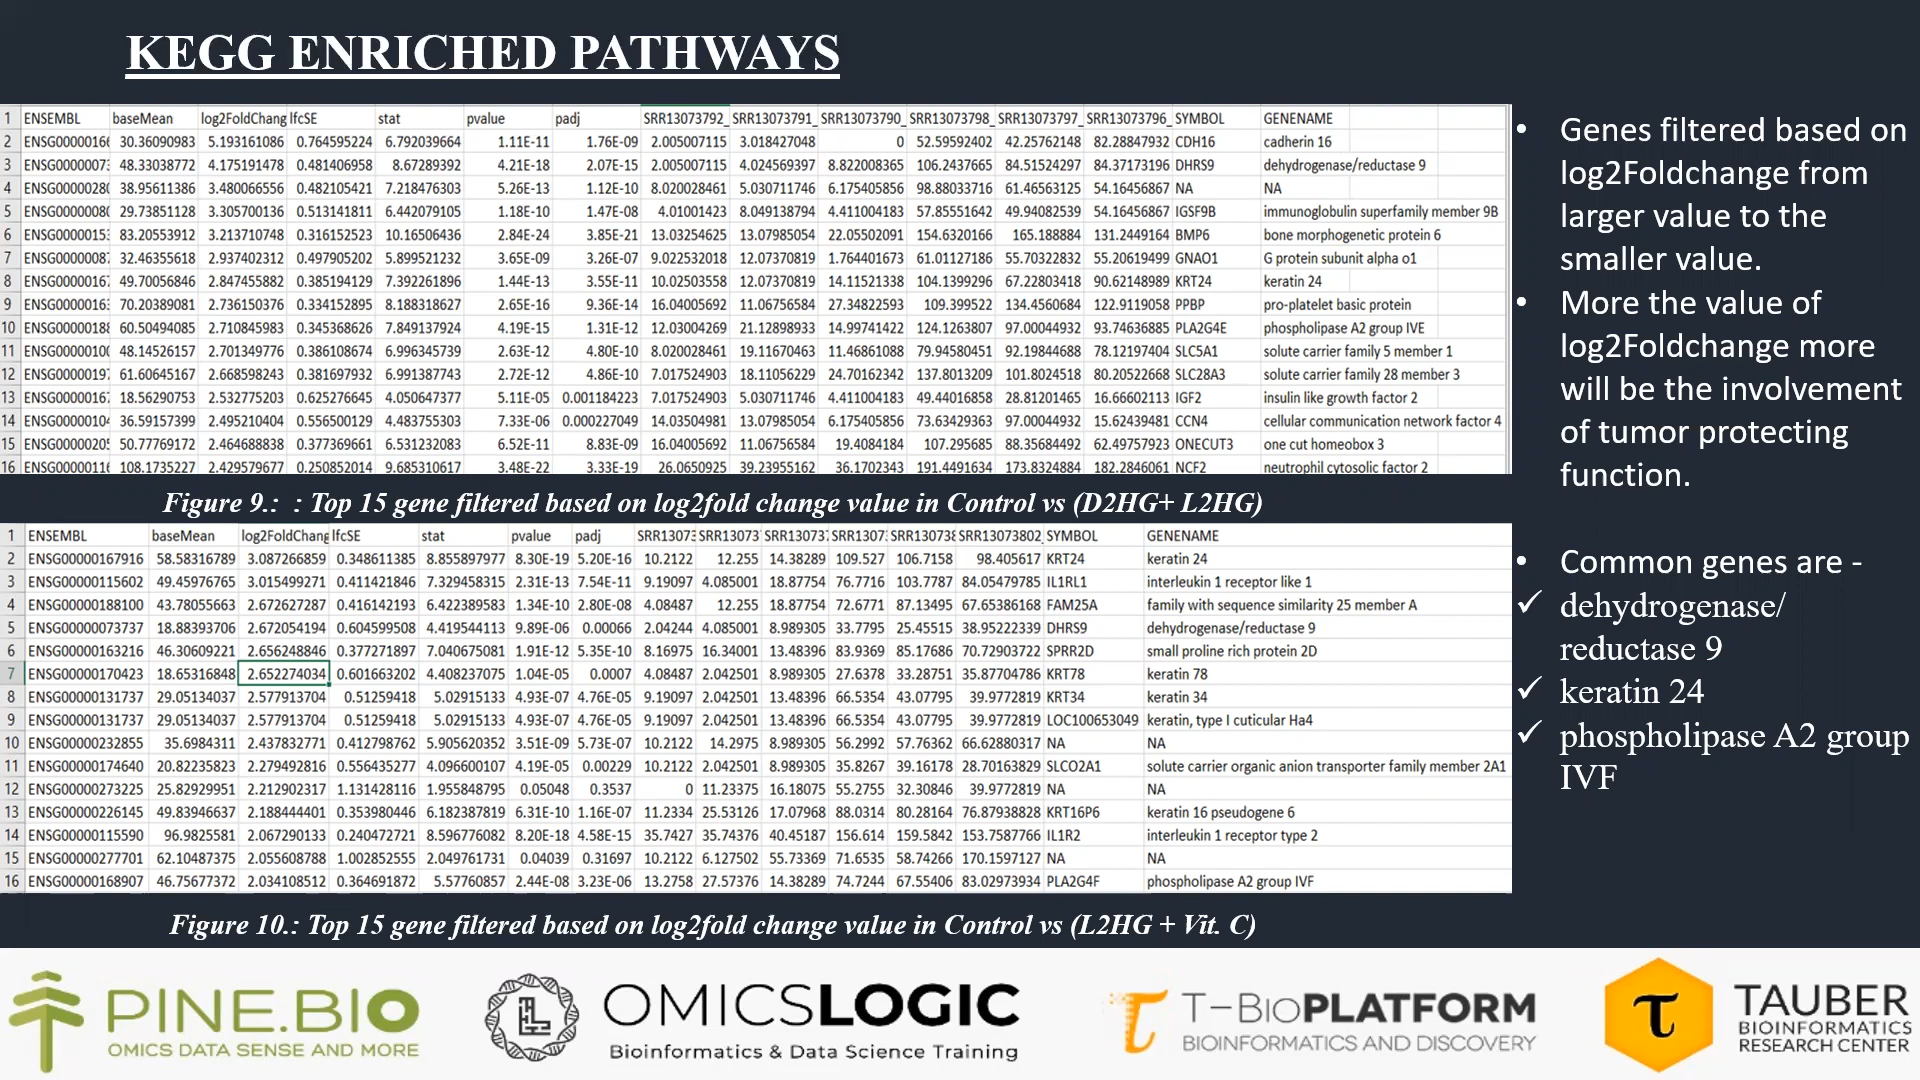 KEGG ENRICHED PATHWAYS
1 ENSEMBL baseMean log2FoldChang lfcSE stat pvalue padj SRR13073792_ SRR13073791_ SRR13073790_ SRR13073798_ SRR13073797_ SRR13073796_ SYMBOL GENENAME
2 ENSG00000166 30.36090983 5.193161086 0.764595224 6.792039664 1.11E-11 1.76E-09 2.005007115 3.018427048 0 52.59592402 42.25762148 82.28847932 CDH16 cadherin 16
3 ENSG00000073 48.33038772 4.175191478 0.481406958 8.67289392 4.21E-18 2.07E-15 2.005007115 4.024569397 8.822008365 106.2437665 84.51524297 84.37173196 DHRS9 dehydrogenase/reductase 9
4 ENSG00000280 38.95611386 3.480066556 0.482105421 7.218476303 5.26E-13 1.12E-10 8.020028461 5.030711746 6.175405856 98.88033716 61.46563125 54.16456867 NA NA
5 ENSG00000080 29.73851128 3.305700136 0.513141811 6.442079105 1.18E-10 1.47E-08 4.01001423 8.049138794 4.411004183 57.85551642 49.94082539 54.16456867 IGSF9B immunoglobulin superfamily member 9B
6 ENSG00000153 83.20553912 3.213710748 0.316152523 10.16506436 2.84E-24 3.85E-21 13.03254625 13.07985054 22.05502091 154.6320166 165.188884 131.2449164 BMP6 bone morphogenetic protein 6
7 ENSG00000087 32.46355618 2.937402312 0.497905202 5.899521232 3.65E-09 3.26E-07 9.022532018 12.07370819 1.764401673 61.01127186 55.70322832 55.20619499 GNAO1 G protein subunit alpha o1
8 ENSG00000167 49.70056846 2.847455882 0.385194129 7.392261896 1.44E-13 3.55E-11 10.02503558 12.07370819 14.11521338 104.1399296 67.22803418 90.62148989 KRT24 keratin 24
9 ENSG00000163 70.20389081 2.736150376 0.334152895 8.188318627 2.65E-16 9.36E-14 16.04005692 11.06756584 27.34822593 109.399522 134.4560684 122.9119058 PPBP pro-platelet basic protein
10 ENSG00000188 60.50494085 2.710845983 0.345368626 7.849137924 4.19E-15 1.31E-12 12.03004269 21.12898933 14.99741422 124.1263807 97.00044932 93.74636885 PLA2G4E phospholipase A2 group IVE
11 ENSG00000100 48.14526157 2.701349776 0.386108674 6.996345739 2.63E-12 4.80E-10 8.020028461 19.11670463 11.46861088 79.94580451 92.19844688 78.12197404 SLC5A1 solute carrier family 5 member 1
12 ENSG00000197 61.60645167 2.668598243 0.381697932 6.991387743 2.72E-12 4.86E-10 7.017524903 18.11056229 24.70162342 137.8013209 101.8024518 80.20522668 SLC28A3 solute carrier family 28 member 3
13 ENSG00000167 18.56290753 2.532775203 0.625276645 4.050647377 5.11E-05 0.001184223 7.017524903 5.030711746 4.411004183 49.44016858 28.81201465 16.66602113 IGF2 insulin like growth factor 2
14 ENSG00000104 36.59157399 2.495210404 0.556500129 4.483755303 7.33E-06 0.000227049 14.03504981 13.07985054 6.175405856 73.63429363 97.00044932 15.62439481 CCN4 cellular communication network factor 4
15 ENSG00000205 50.77769172 2.464688838 0.377369661 6.531232083 6.52E-11 8.83E-09 16.04005692 11.06756584 19.4084184 107.295685 88.35684492 62.49757923 ONECUT3 one cut homeobox 3
16 ENSG00000116 108.1735227 2.429579677 0.250852014 9.685310617 3.48E-22 3.33E-19 26.0650925 39.23955162 36.1702343 191.4491634 173.8324884 182.2846061 NCF2 neutrophil cytosolic factor 2
Figure 9.: : Top 15 gene filtered based on log2fold change value in Control vs (D2HG+ L2HG)
1 ENSEMBL baseMean log2FoldChang lfcSE stat pvalue padj SRR13073 SRR13073 SRR130737 SRR13073 SRR130738 SRR13073802_ SYMBOL GENENAME
2 ENSG00000167916 58.58316789 3.087266859 0.348611385 8.855897977 8.30E-19 5.20E-16 10.2122 12.255 14.38289 109.527 106.7158 98.405617 KRT24 keratin 24
3 ENSG00000115602 49.45976765 3.015499271 0.411421846 7.329458315 2.31E-13 7.54E-11 9.19097 4.085001 18.87754 76.7716 103.7787 84.05479785 IL1RL1 interleukin 1 receptor like 1
4 ENSG00000188100 43.78055663 2.672627287 0.416142193 6.422389583 1.34E-10 2.80E-08 4.08487 12.255 18.87754 72.6771 87.13495 67.65386168 FAM25A family with sequence similarity 25 member A
5 ENSG00000073737 18.88393706 2.672054194 0.604599508 4.419544113 9.89E-06 0.00066 2.04244 4.085001 8.989305 33.7795 25.45515 38.95222339 DHRS9 dehydrogenase/reductase 9
6 ENSG00000163216 46.30609221 2.656248846 0.377271897 7.040675081 1.91E-12 5.35E-10 8.16975 16.34001 13.48396 83.9369 85.17686 70.72903722 SPRR2D small proline rich protein 2D
7 ENSG00000170423 18.65316848 2.652274034 0.601663202 4.408237075 1.04E-05 0.0007 4.08487 2.042501 8.989305 27.6378 33.28751 35.87704786 KRT78 keratin 78
8 ENSG00000131737 29.05134037 2.577913704 0.51259418 5.02915133 4.93E-07 4.76E-05 9.19097 2.042501 13.48396 66.5354 43.07795 39.9772819 KRT34 keratin 34
9 ENSG00000131737 29.05134037 2.577913704 0.51259418 5.02915133 4.93E-07 4.76E-05 9.19097 2.042501 13.48396 66.5354 43.07795 39.9772819 LOC100653049 keratin, type I cuticular Ha4
10 ENSG00000232855 35.6984311 2.437832771 0.412798762 5.905620352 3.51E-09 5.73E-07 10.2122 14.2975 8.989305 56.2992 57.76362 66.62880317 NA NA
11 ENSG00000174640 20.82235823 2.279492816 0.556435277 4.096600107 4.19E-05 0.00229 10.2122 2.042501 8.989305 35.8267 39.16178 28.70163829 SLCO2A1 solute carrier organic anion transporter family member 2A1
12 ENSG00000273225 25.82929951 2.212902317 1.131428116 1.955848795 0.05048 0.3537 0 11.23375 16.18075 55.2755 32.30846 39.9772819 NA NA
13 ENSG00000226145 49.83946637 2.188444401 0.353980446 6.182387819 6.31E-10 1.16E-07 11.2334 25.53126 17.07968 88.0314 80.28164 76.87938828 KRT16P6 keratin 16 pseudogene 6
14 ENSG00000115590 96.9825581 2.067290133 0.240472721 8.596776082 8.20E-18 4.58E-15 35.7427 35.74376 40.45187 156.614 159.5842 153.7587766 IL1R2 interleukin 1 receptor type 2
15 ENSG00000277701 62.10487375 2.055608788 1.002852555 2.049761731 0.04039 0.31697 10.2122 6.127502 55.73369 71.6535 58.74266 170.1597127 NA NA
16 ENSG00000168907 46.75677372 2.034108512 0.364691872 5.57760857 2.44E-08 3.23E-06 13.2758 27.57376 14.38289 74.7244 67.55406 83.02973934 PLA2G4F phospholipase A2 group IVF
Figure 10.: Top 15 gene filtered based on log2fold change value in Control vs (L2HG + Vit. C)
• Genes filtered based on
log2Foldchange from
larger value to the
smaller value.
• More the value of
log2Foldchange more
will be the involvement
of tumor protecting
function.
• Common genes are -
✓ dehydrogenase/
reductase 9
✓ keratin 24
✓ phospholipase A2 group
IVF
PINE.BIO
OMICS DATA SENSE AND MORE
OMICSLOGIC
Bioinformatics & Data Science Training
T-BioPLATFORM
BIOINFORMATICS AND DISCOVERY
TAUBER
BIOINFORMATICS
RESEARCH CENTER